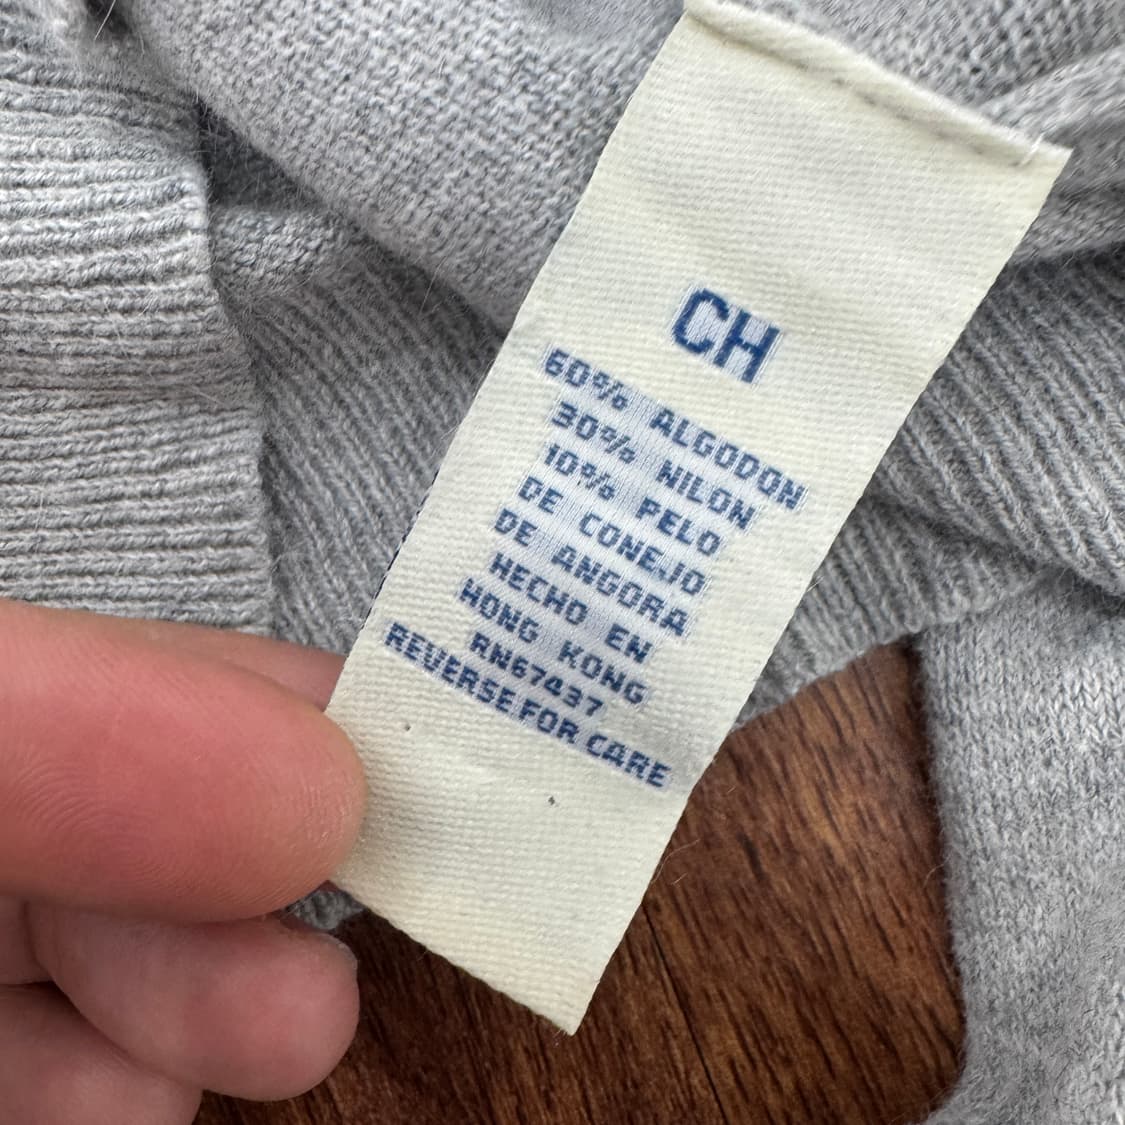 CH
60% ALGODON
30% NILON
10% PELO
DE CONEJO
DE ANGORA
HECHO EN
HONG KONG
RN67437
REVERSE FOR CARE